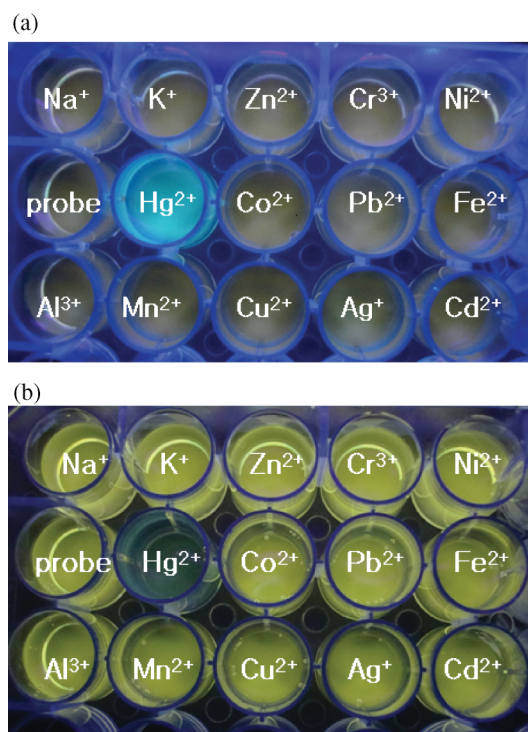 (a)
Na⁺ K⁺ Zn²⁺ Cr³⁺ Ni²⁺
probe Hg²⁺ Co²⁺ Pb²⁺ Fe²⁺
Al³⁺ Mn²⁺ Cu²⁺ Ag⁺ Cd²⁺
(b)
Na⁺ K⁺ Zn²⁺ Cr³⁺ Ni²⁺
probe Hg²⁺ Co²⁺ Pb²⁺ Fe²⁺
Al³⁺ Mn²⁺ Cu²⁺ Ag⁺ Cd²⁺